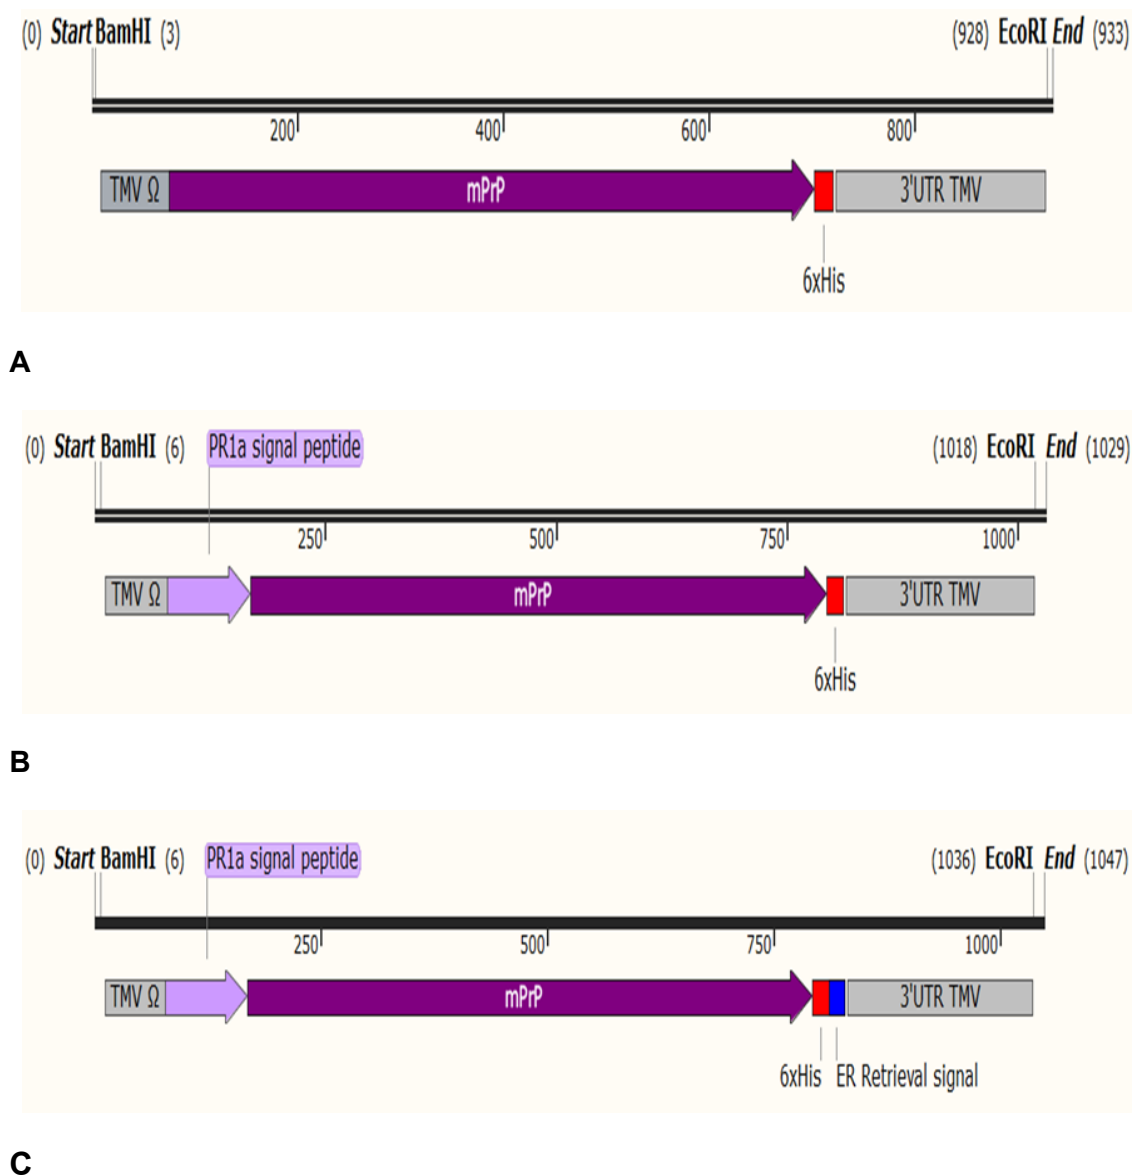 (0) Start BamHI (3) (928) EcoRI End (933)
200 400 600 800
TMV Ω mPrP 3'UTR TMV
6xHis
A
(0) Start BamHI (6) PR1a signal peptide (1018) EcoRI End (1029)
250 500 750 1000
TMV Ω mPrP 3'UTR TMV
6xHis
B
(0) Start BamHI (6) PR1a signal peptide (1036) EcoRI End (1047)
250 500 750 1000
TMV Ω mPrP 3'UTR TMV
6xHis ER Retrieval signal
C